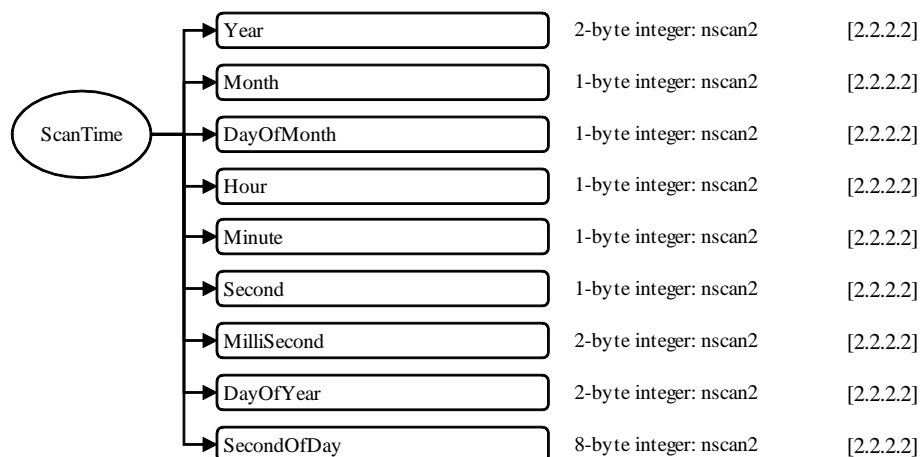 Year 2-byte integer: nscan2 [2.2.2.2]
Month 1-byte integer: nscan2 [2.2.2.2]
ScanTime
DayOfMonth 1-byte integer: nscan2 [2.2.2.2]
Hour 1-byte integer: nscan2 [2.2.2.2]
Minute 1-byte integer: nscan2 [2.2.2.2]
Second 1-byte integer: nscan2 [2.2.2.2]
MilliSecond 2-byte integer: nscan2 [2.2.2.2]
DayOfYear 2-byte integer: nscan2 [2.2.2.2]
SecondOfDay 8-byte integer: nscan2 [2.2.2.2]